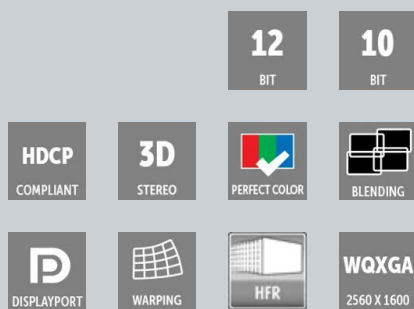 12
BIT
10
BIT
HDCP
COMPLIANT
3D
STEREO
PERFECT COLOR
BLENDING
DISPLAYPORT
WARPING
HFR
WQXGA
2560 X 1600